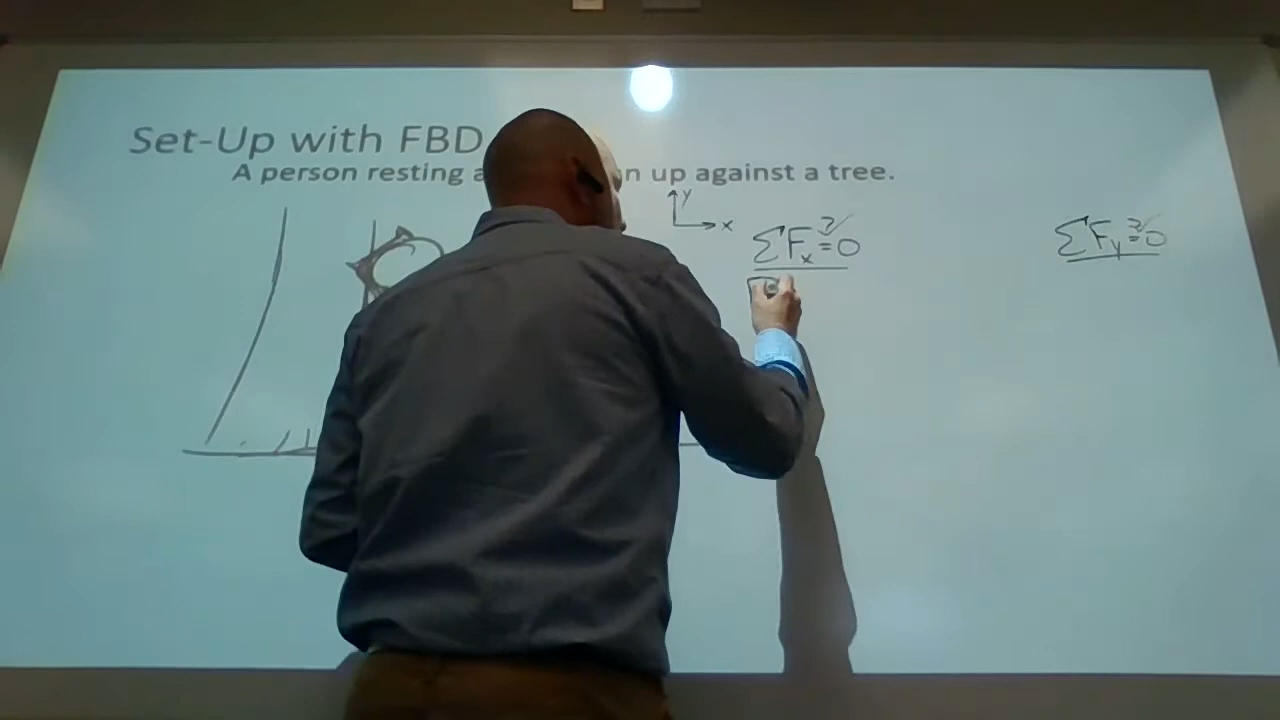 Set-Up with FBD
A person resting up against a tree.
y
x
ΣFx=0
ΣFy=0